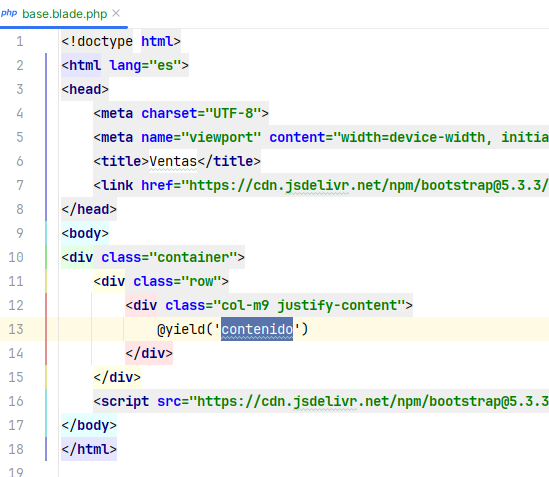 php base.blade.php ×
1 <!doctype html>
2 <html lang="es">
3 <head>
4     <meta charset="UTF-8">
5     <meta name="viewport" content="width=device-width, initia
6     <title>Ventas</title>
7     <link href="https://cdn.jsdelivr.net/npm/bootstrap@5.3.3/
8 </head>
9 <body>
10 <div class="container">
11     <div class="row">
12         <div class="col-m9 justify-content">
13             @yield('contenido')
14         </div>
15     </div>
16     <script src="https://cdn.jsdelivr.net/npm/bootstrap@5.3.3
17 </body>
18 </html>
19